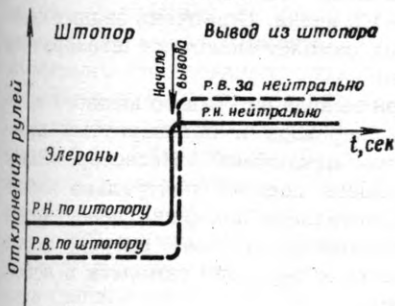 Штопор
Вывод из штопора
Начало
вывода
Р.В. За нейтрально
Р.Н. нейтрально
t, сек
Элероны
Р.Н. по штопору
Р.В. по штопору
отклонения рулей